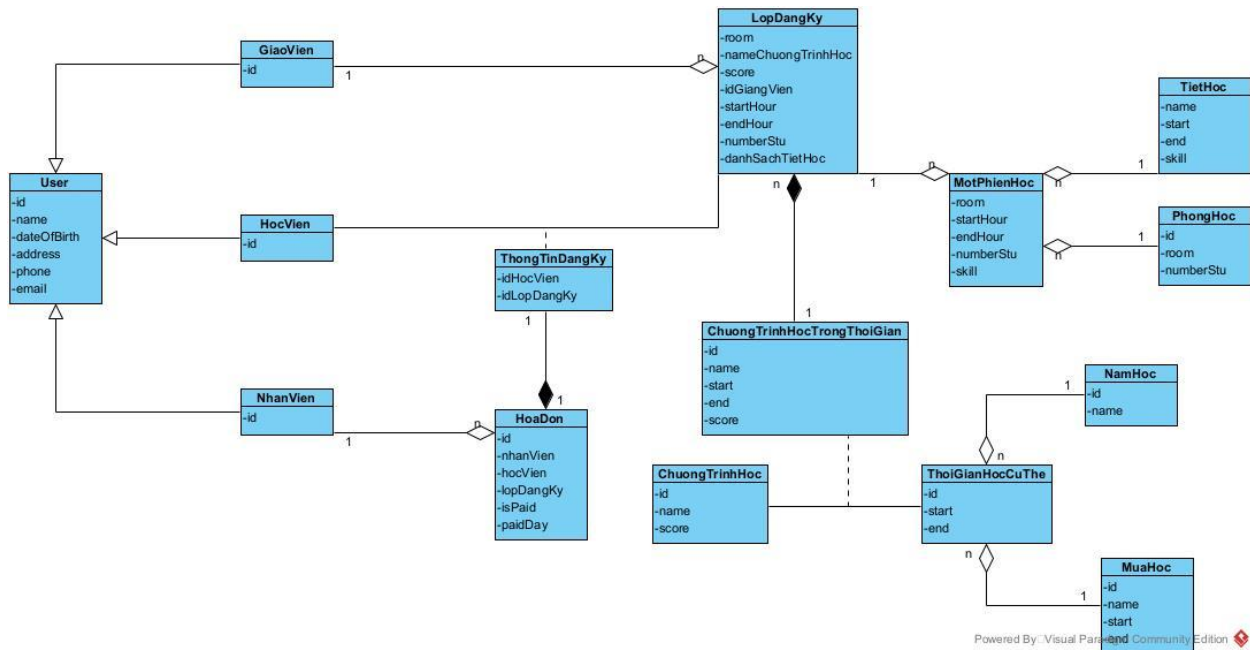 LopDangKy
-room
-nameChuongTrinhHoc
-score
-idGiangVien
-startHour
-endHour
-numberStu
-danhSachTietHoc
GiaoVien
-id
1
n
TietHoc
-name
-start
-end
-skill
User
-id
-name
-dateOfBirth
-address
-phone
-email
n
1
n
MotPhienHoc
-room
-startHour
-endHour
-numberStu
-skill
n
1
HocVien
-id
PhongHoc
-id
-room
-numberStu
n
1
ThongTinDangKy
-idHocVien
-idLopDangKy
1
1
ChuongTrinhHocTrongThoiGian
-id
-name
-start
-end
-score
NhanVien
-id
1
n
1
HoaDon
-id
-nhanVien
-hocVien
-lopDangKy
-isPaid
-paidDay
NamHoc
-id
-name
1
n
ChuongTrinhHoc
-id
-name
-score
ThoiGianHocCuThe
-id
-start
-end
n
1
MuaHoc
-id
-name
-start
-end
Powered By Visual Paradigm Community Edition